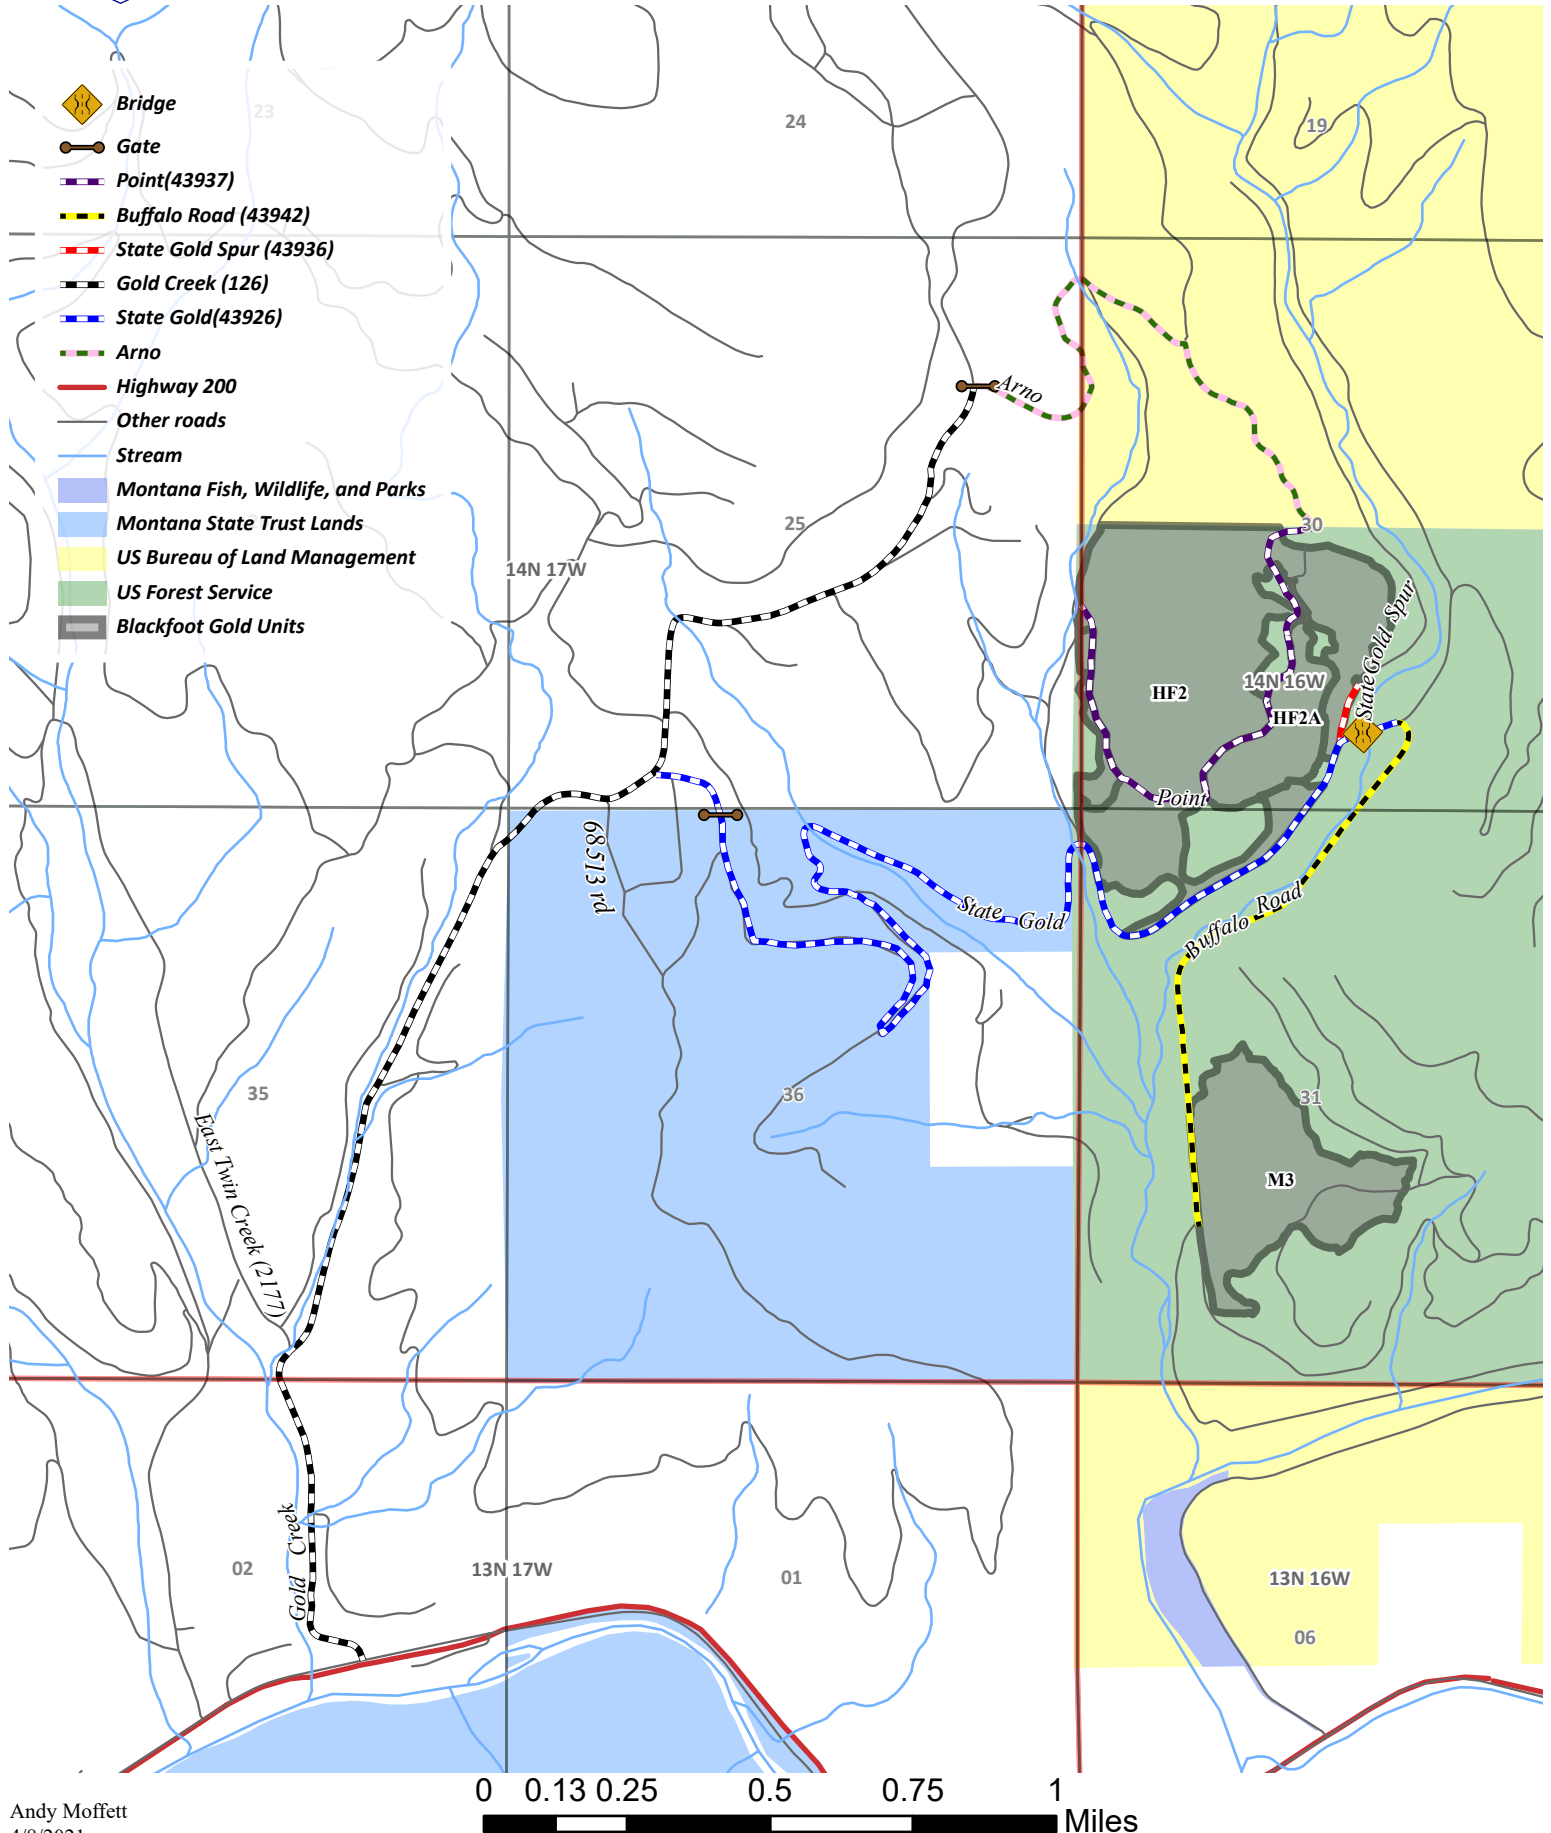 Bridge
Gate
Point(43937)
Buffalo Road (43942)
State Gold Spur (43936)
Gold Creek (126)
State Gold(43926)
Arno
Highway 200
Other roads
Stream
Montana Fish, Wildlife, and Parks
Montana State Trust Lands
US Bureau of Land Management
US Forest Service
Blackfoot Gold Units
23
24
19
Arno
25
30
14N 17W
State Gold Spur
14N 16W
HF2
HF2A
Point
68513 rd
State Gold
Buffalo Road
35
36
31
East Twin Creek (2177)
M3
Gold Creek
02
13N 17W
01
13N 16W
06
0 0.13 0.25 0.5 0.75 1
Miles
Andy Moffett